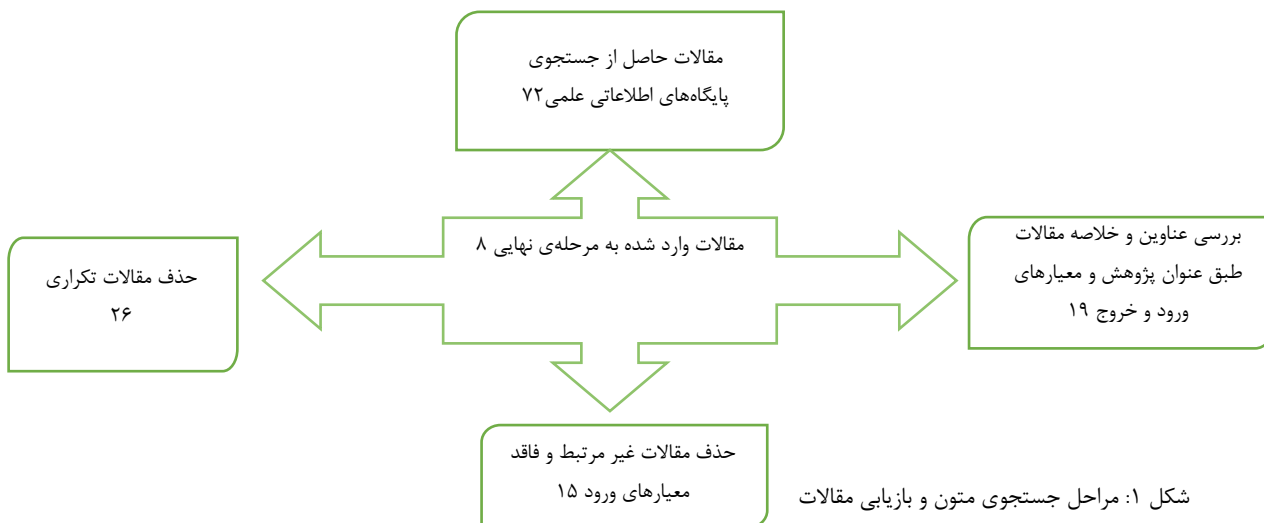 مقالات حاصل از جستجوی
پایگاه‌های اطلاعاتی علمی۷۲
مقالات وارد شده به مرحله‌ی نهایی ۸
بررسی عناوین و خلاصه مقالات
طبق عنوان پژوهش و معیارهای
ورود و خروج ۱۹
حذف مقالات تکراری
۲۶
حذف مقالات غیر مرتبط و فاقد
معیارهای ورود ۱۵
شکل ۱: مراحل جستجوی متون و بازیابی مقالات